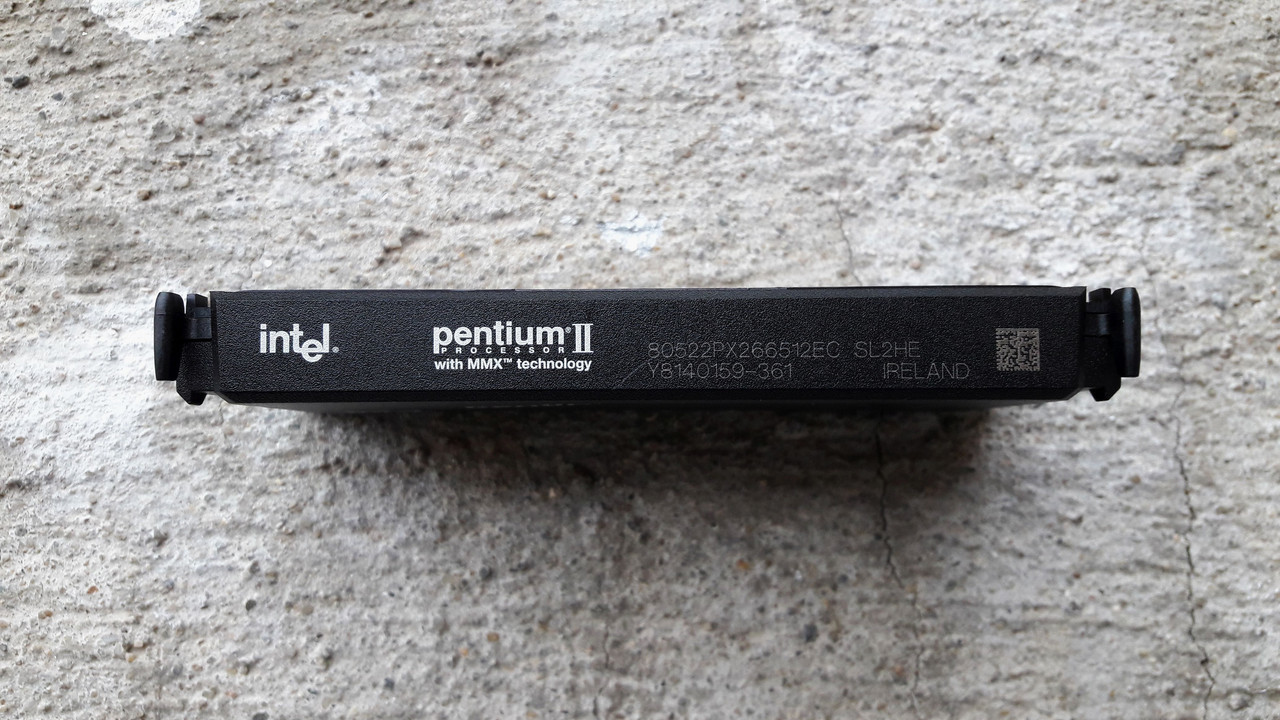 intel®
pentium® II
PROCESSOR
with MMX™ technology
80522PX266512EC SL2HE
Y8140159-361 IRELAND